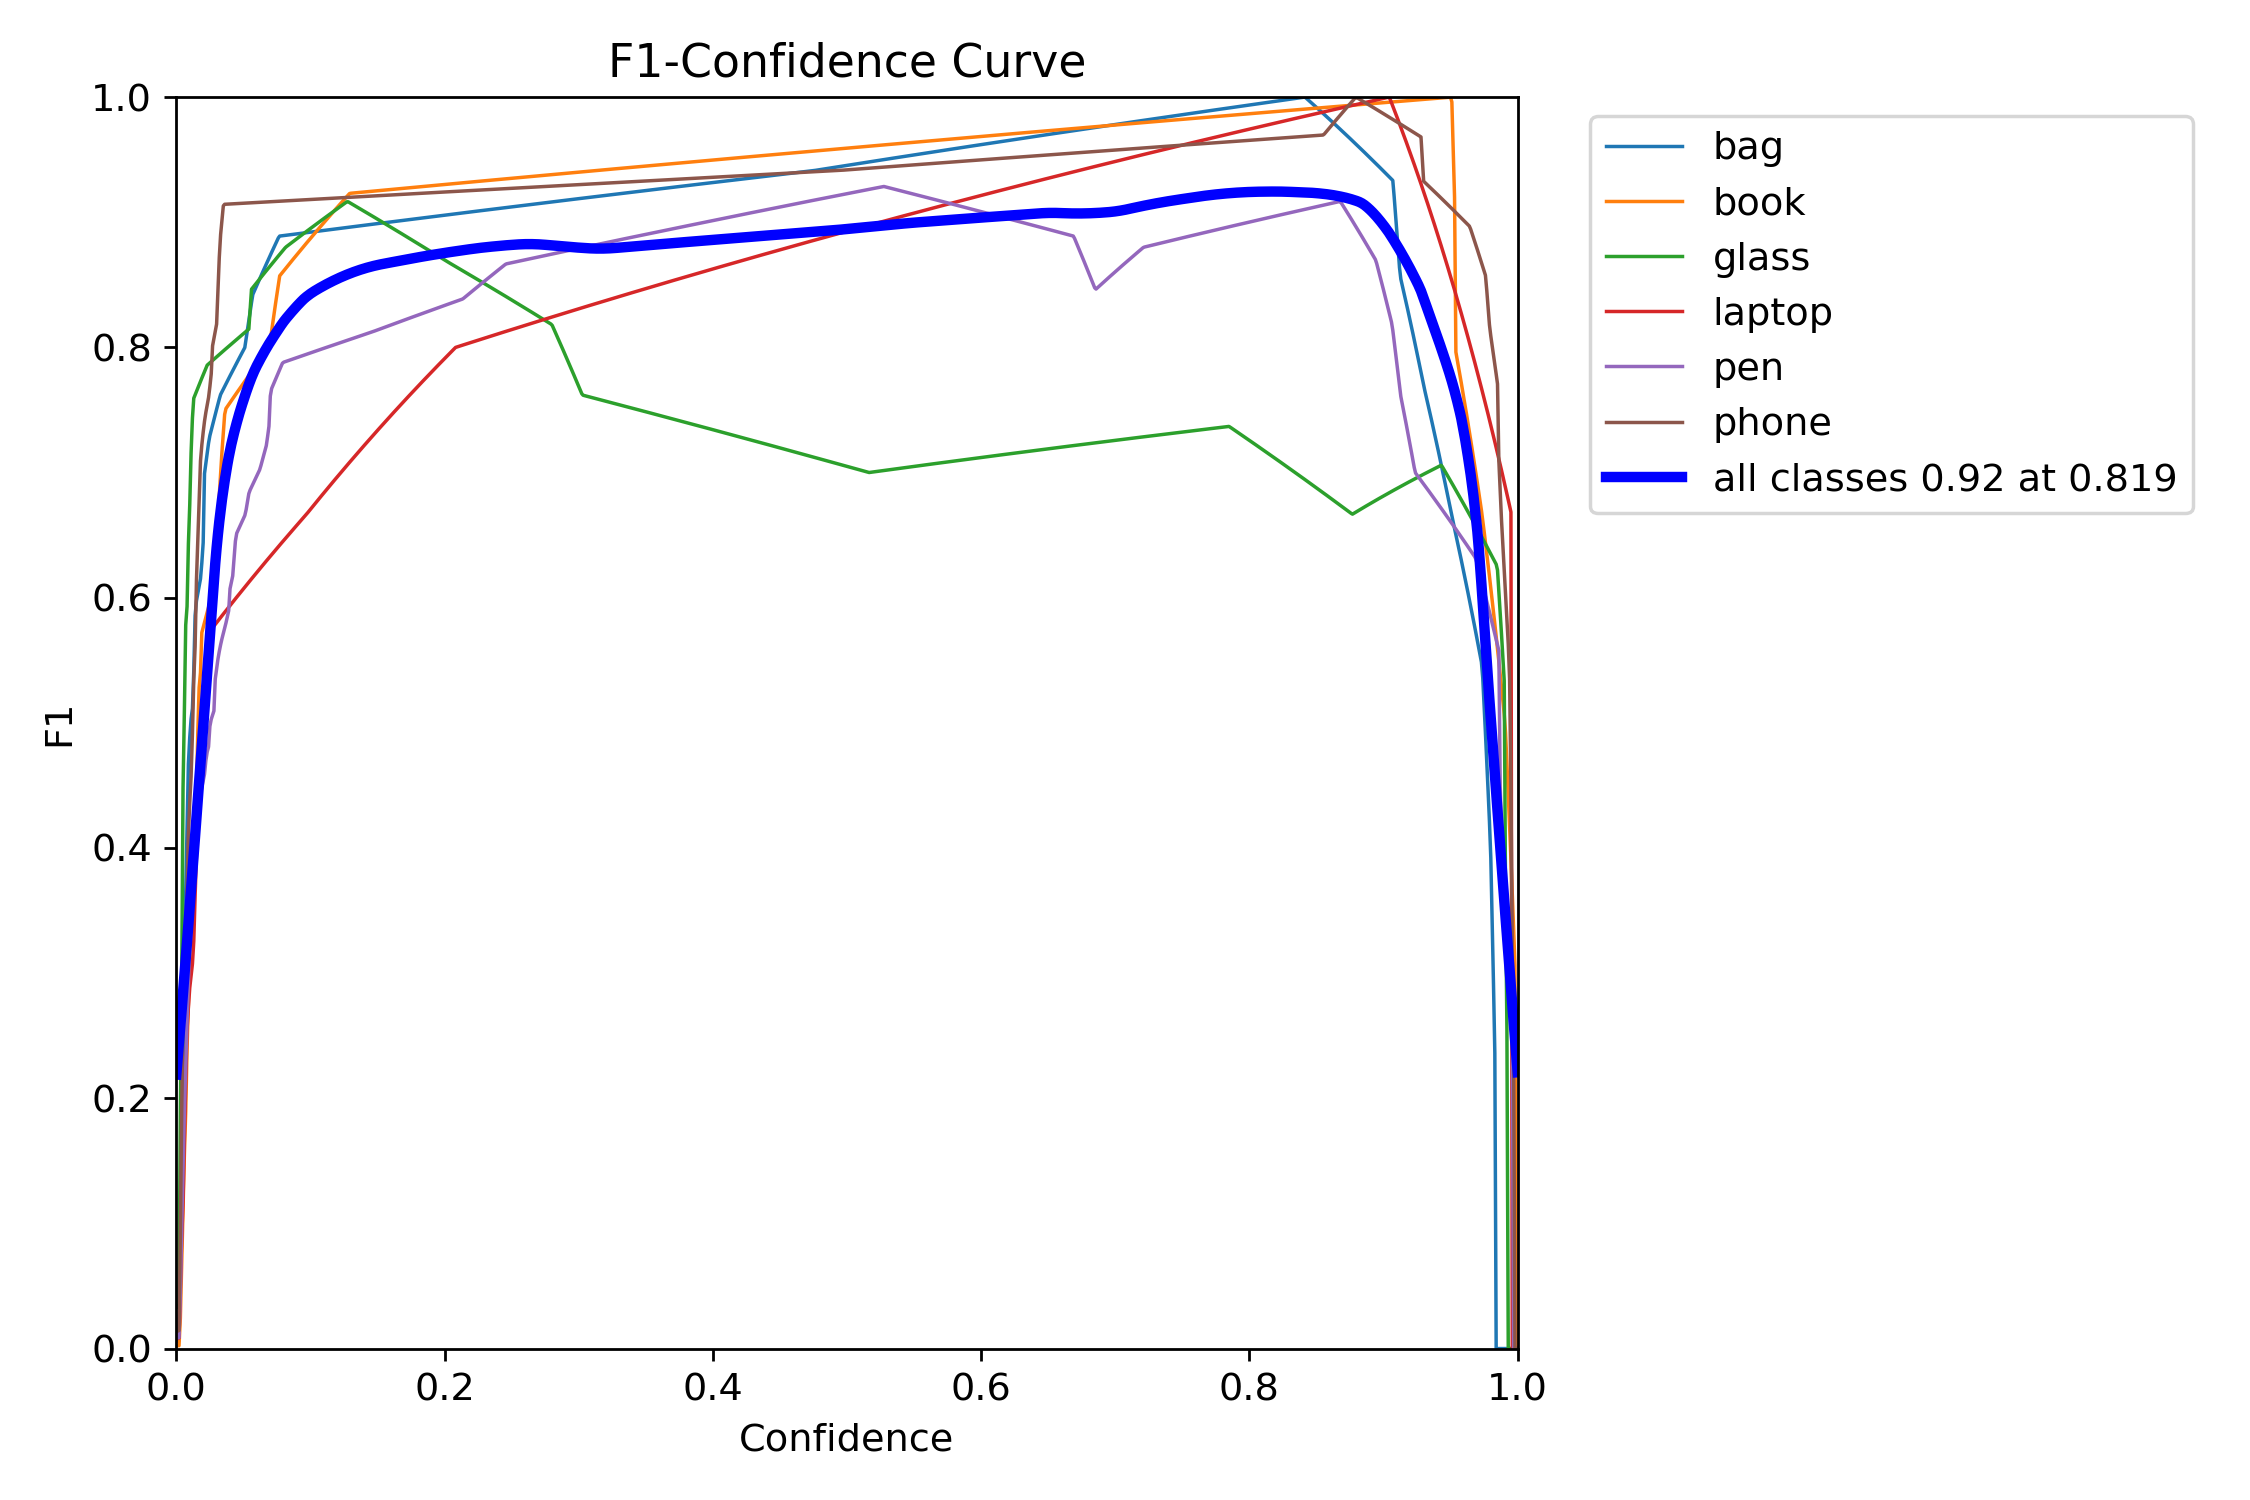 F1-Confidence Curve
1.0
0.8
0.6
0.4
0.2
0.0
F1
0.0 0.2 0.4 0.6 0.8 1.0
Confidence
bag
book
glass
laptop
pen
phone
all classes 0.92 at 0.819